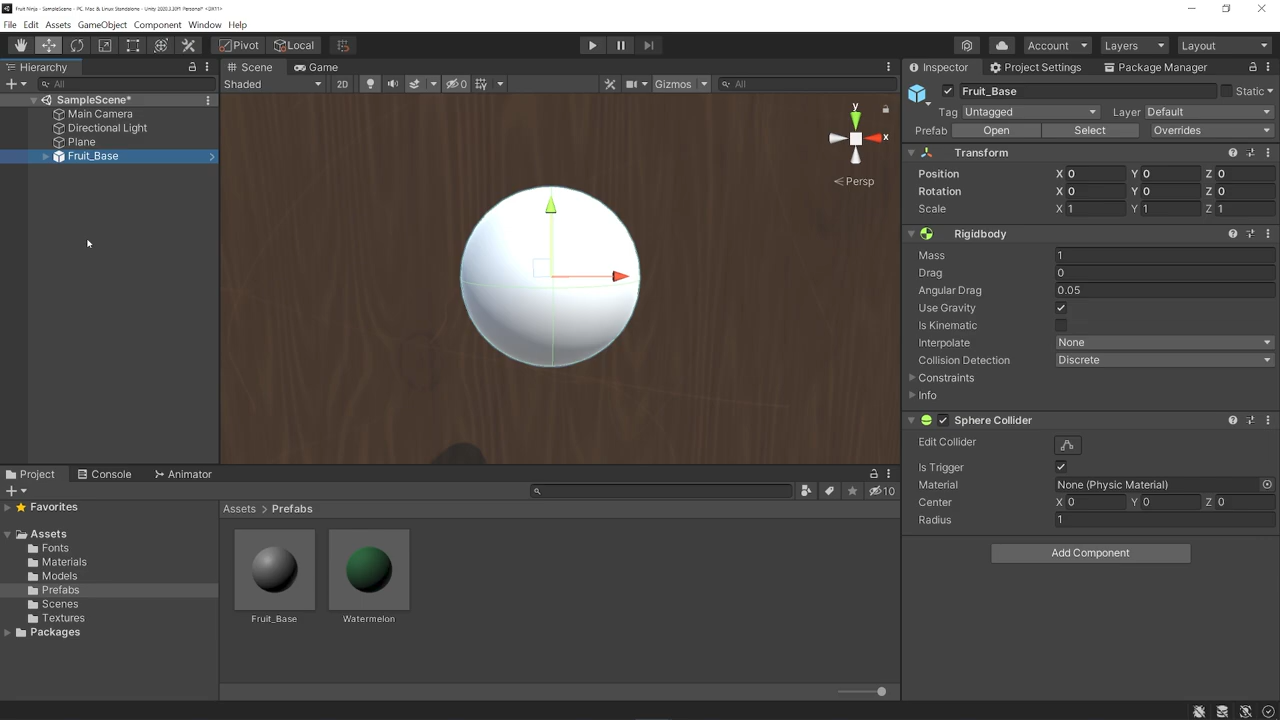 Fruit Ninja - SampleScene - PC, Mac & Linux Standalone - Unity 2020.3.30f1 Personal* <DX11>
File Edit Assets GameObject Component Window Help
Pivot Local Account Layers Layout
Hierarchy Scene Game Inspector Project Settings Package Manager
All Shaded 2D 0 Gizmos All Fruit_Base Static
SampleScene*
Main Camera
Directional Light
Plane
Fruit_Base
y
x
Persp
Tag Untagged Layer Default
Prefab Open Select Overrides
Transform
Position X 0 Y 0 Z 0
Rotation X 0 Y 0 Z 0
Scale X 1 Y 1 Z 1
Rigidbody
Mass 1
Drag 0
Angular Drag 0.05
Use Gravity
Is Kinematic
Interpolate None
Collision Detection Discrete
Constraints
Info
Sphere Collider
Edit Collider
Is Trigger
Material None (Physic Material)
Center X 0 Y 0 Z 0
Radius 1
Add Component
Project Console Animator
10
Favorites
Assets
Fonts
Materials
Models
Prefabs
Scenes
Textures
Packages
Assets > Prefabs
Fruit_Base Watermelon